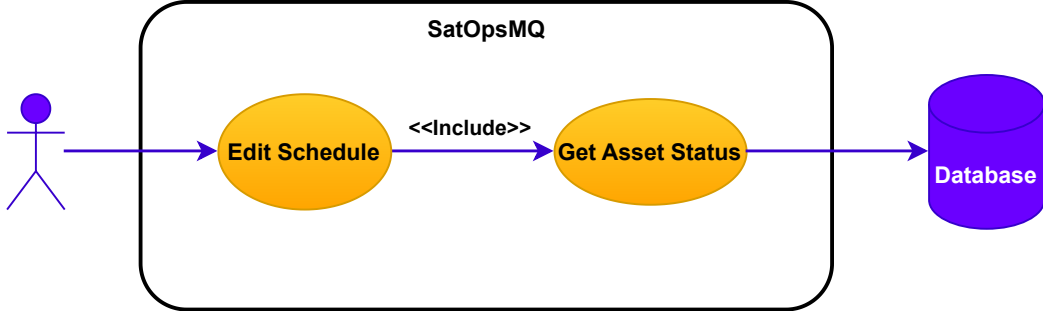 SatOpsMQ
Edit Schedule
<<Include>>
Get Asset Status
Database